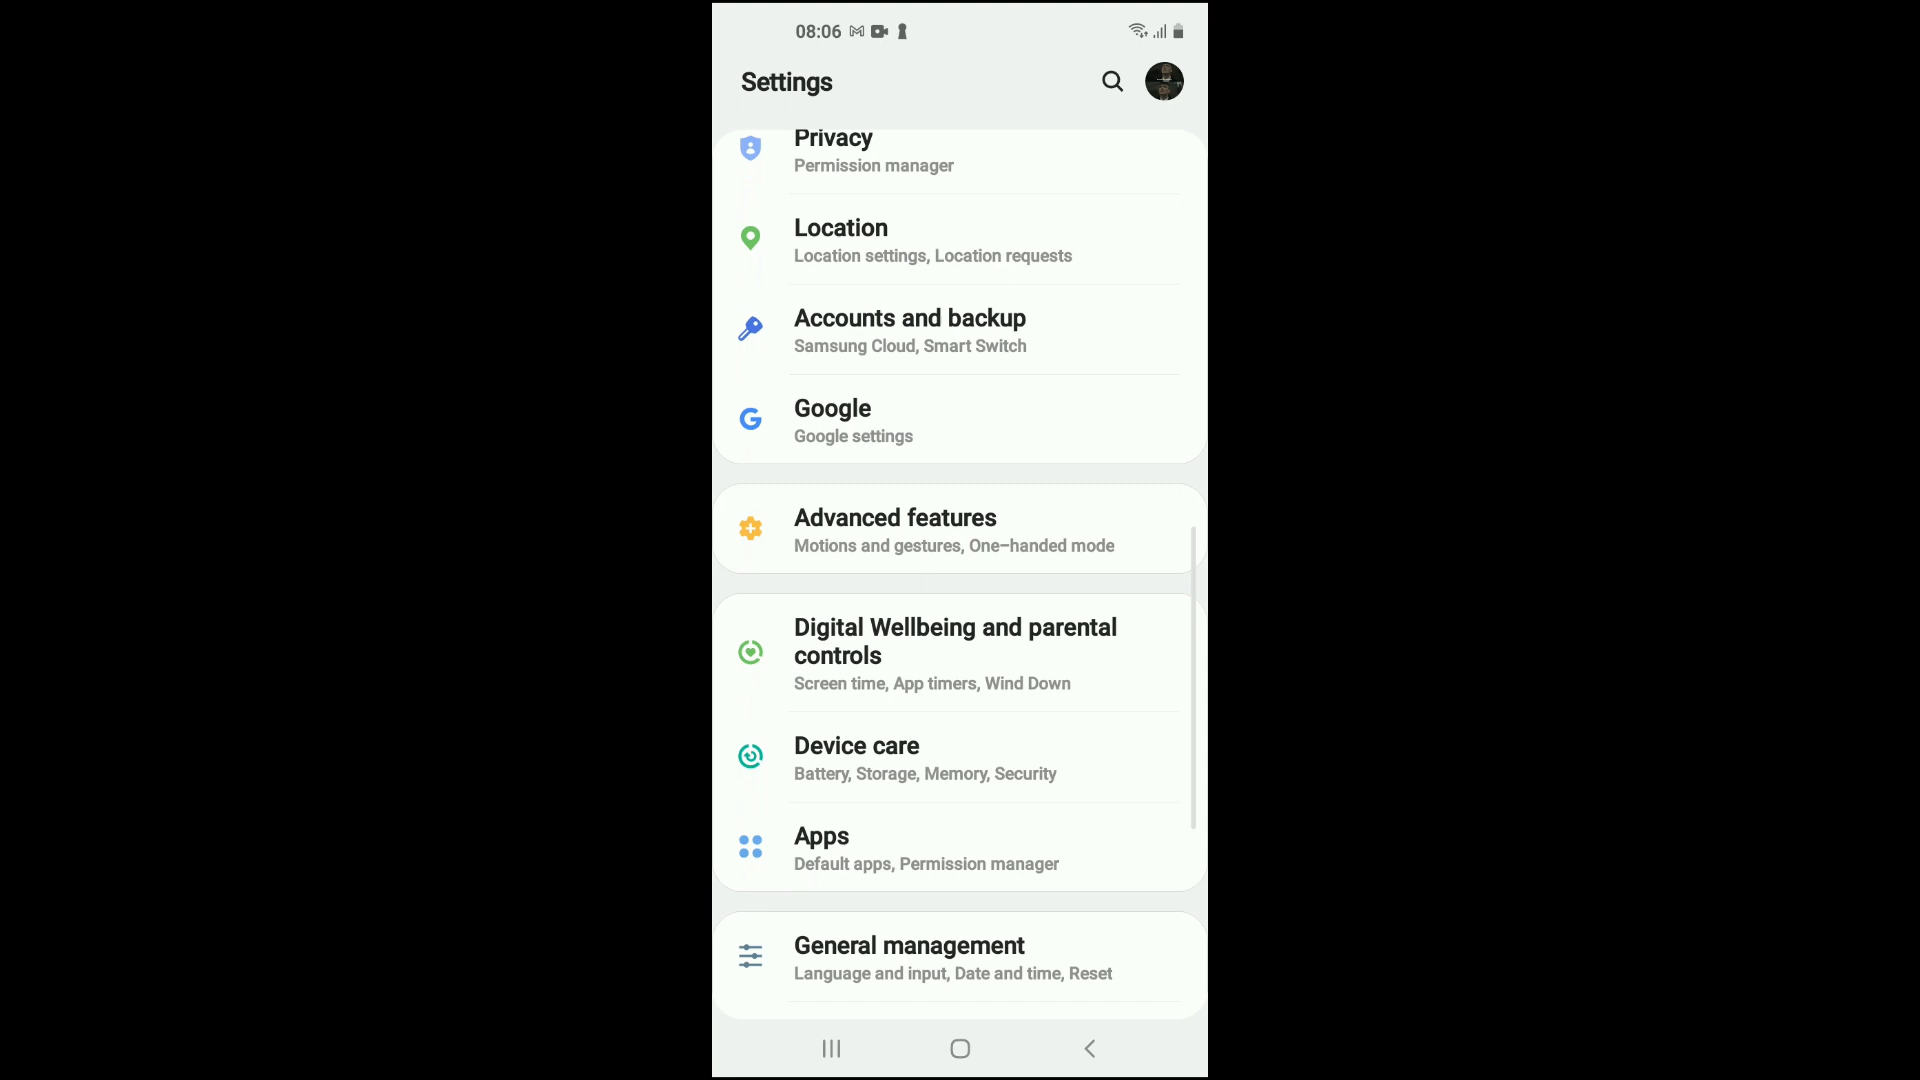 08:06
Settings
Privacy
Permission manager
Location
Location settings, Location requests
Accounts and backup
Samsung Cloud, Smart Switch
Google
Google settings
Advanced features
Motions and gestures, One-handed mode
Digital Wellbeing and parental
controls
Screen time, App timers, Wind Down
Device care
Battery, Storage, Memory, Security
Apps
Default apps, Permission manager
General management
Language and input, Date and time, Reset